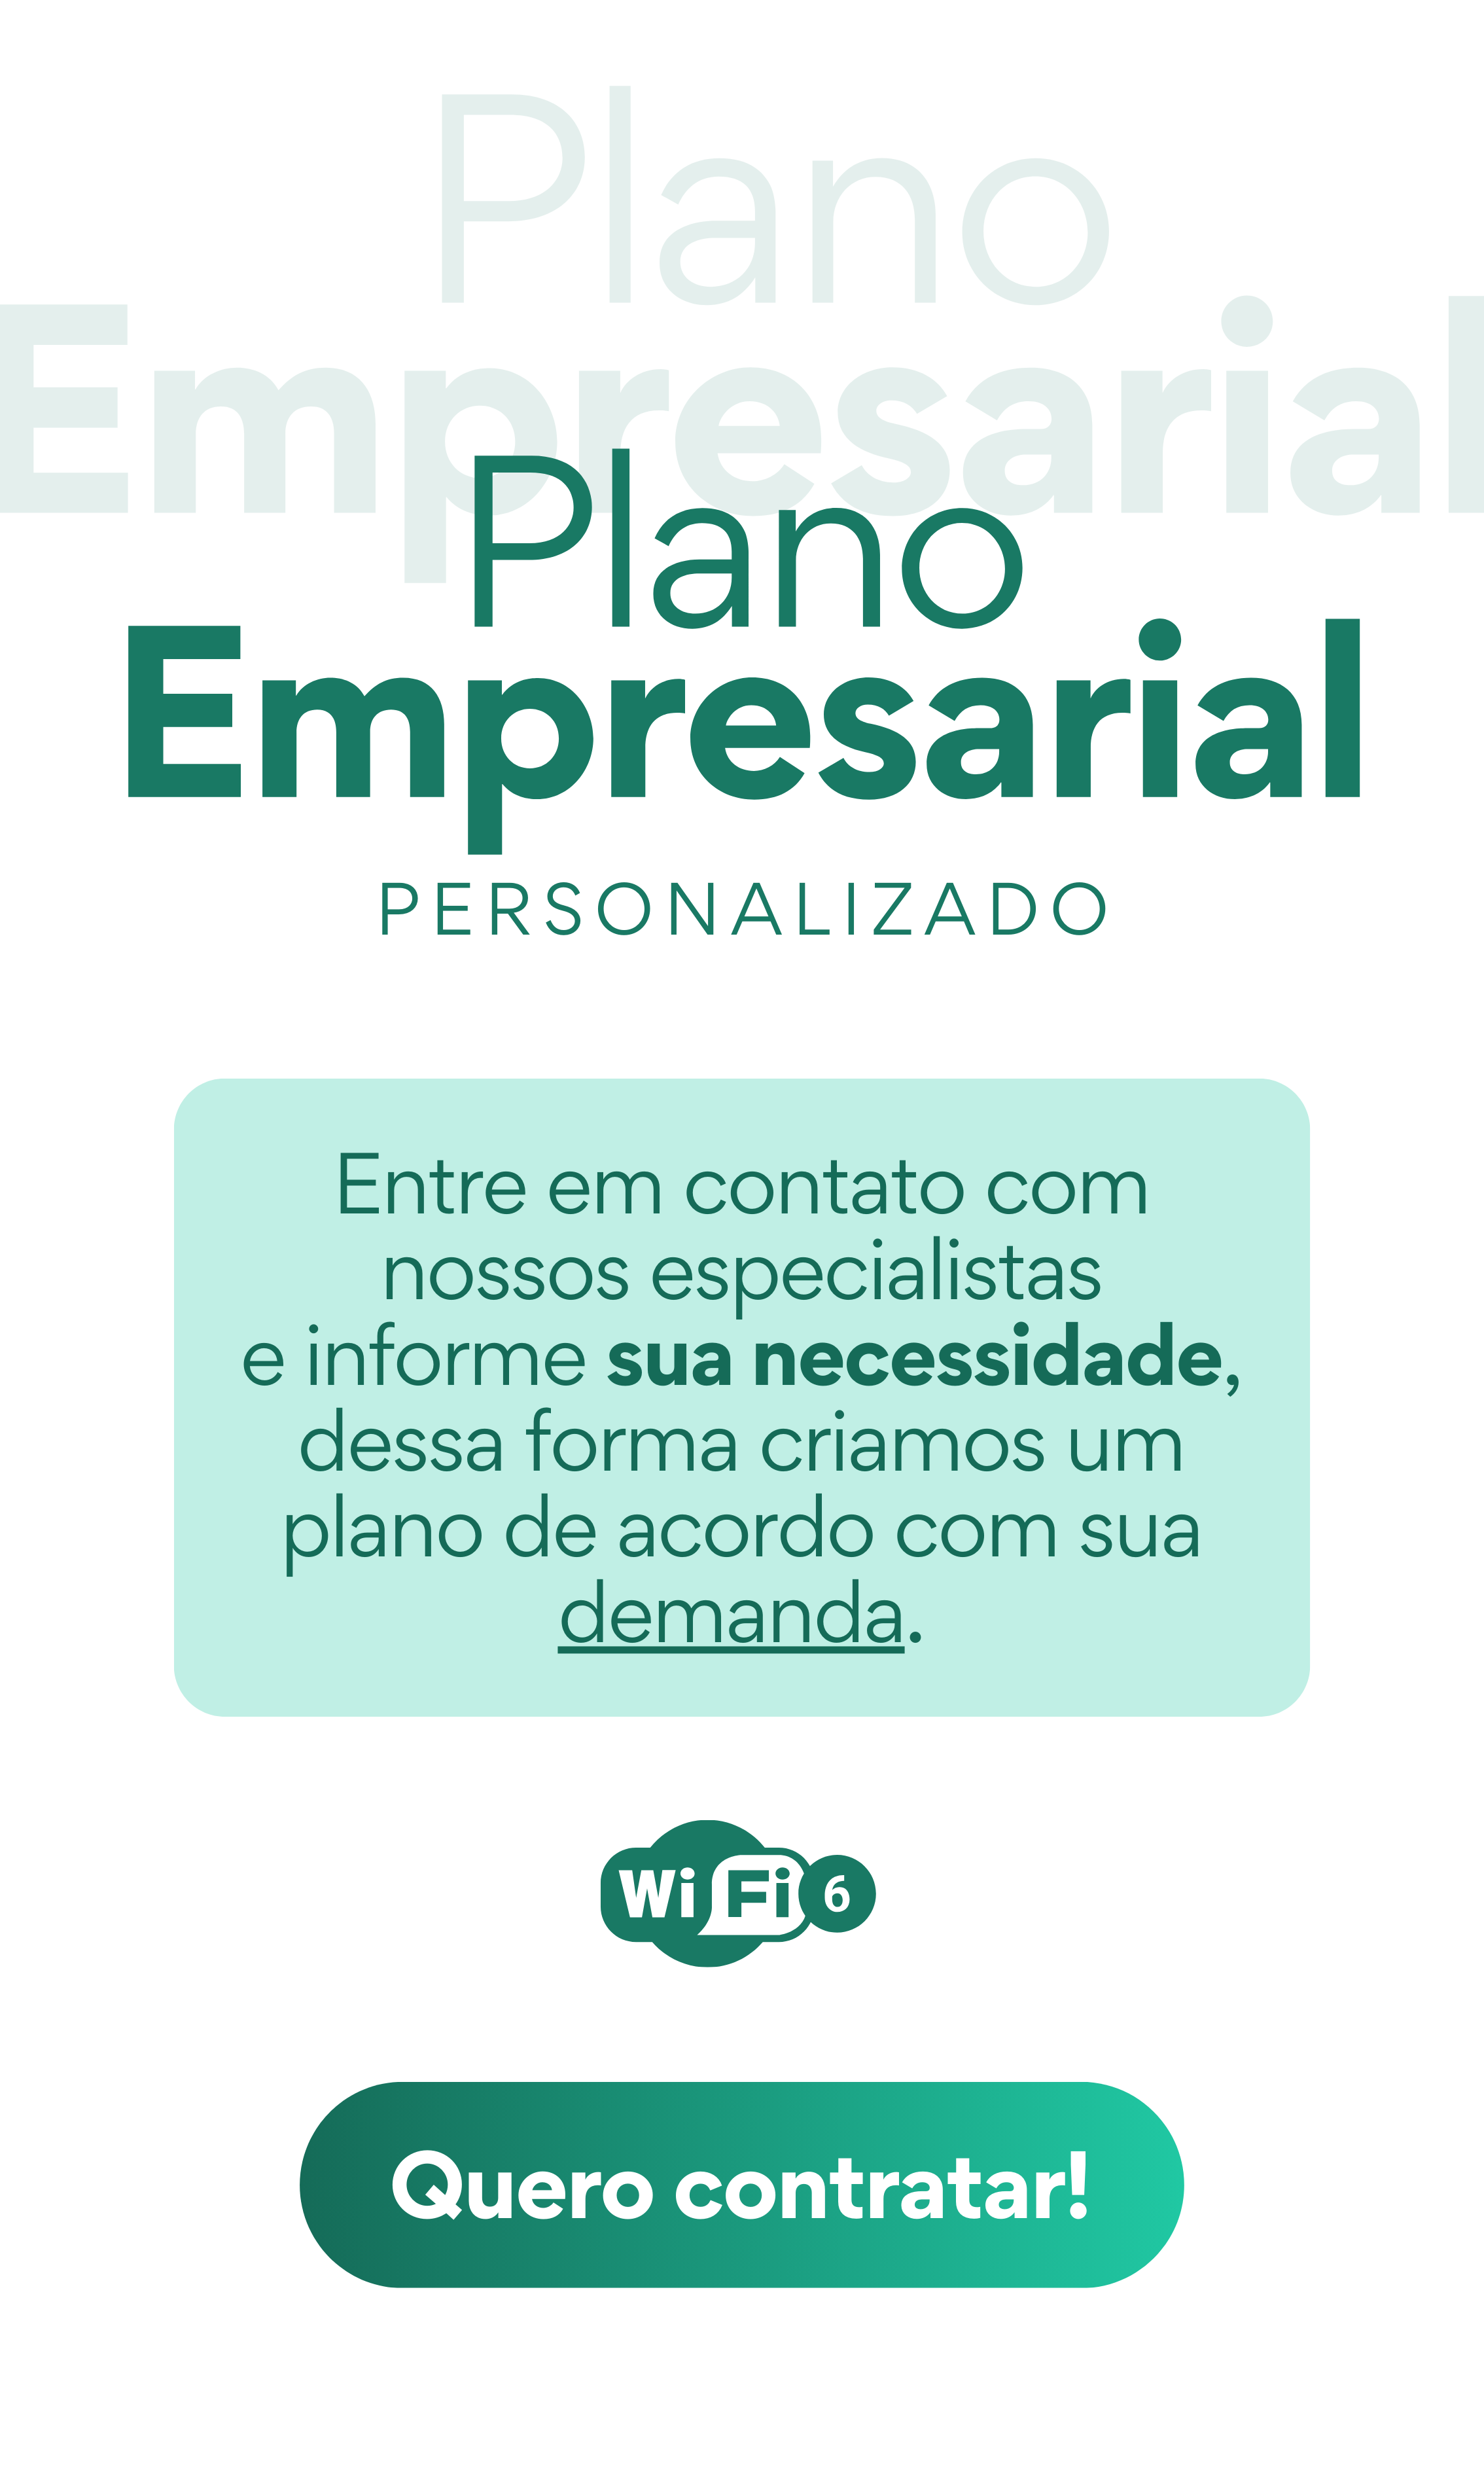 Plano
Empresarial
Plano
Empresarial
PERSONALIZADO
Entre em contato com
nossos especialistas
e informe sua necessidade,
dessa forma criamos um
plano de acordo com sua
demanda.
Wi Fi 6
Quero contratar!